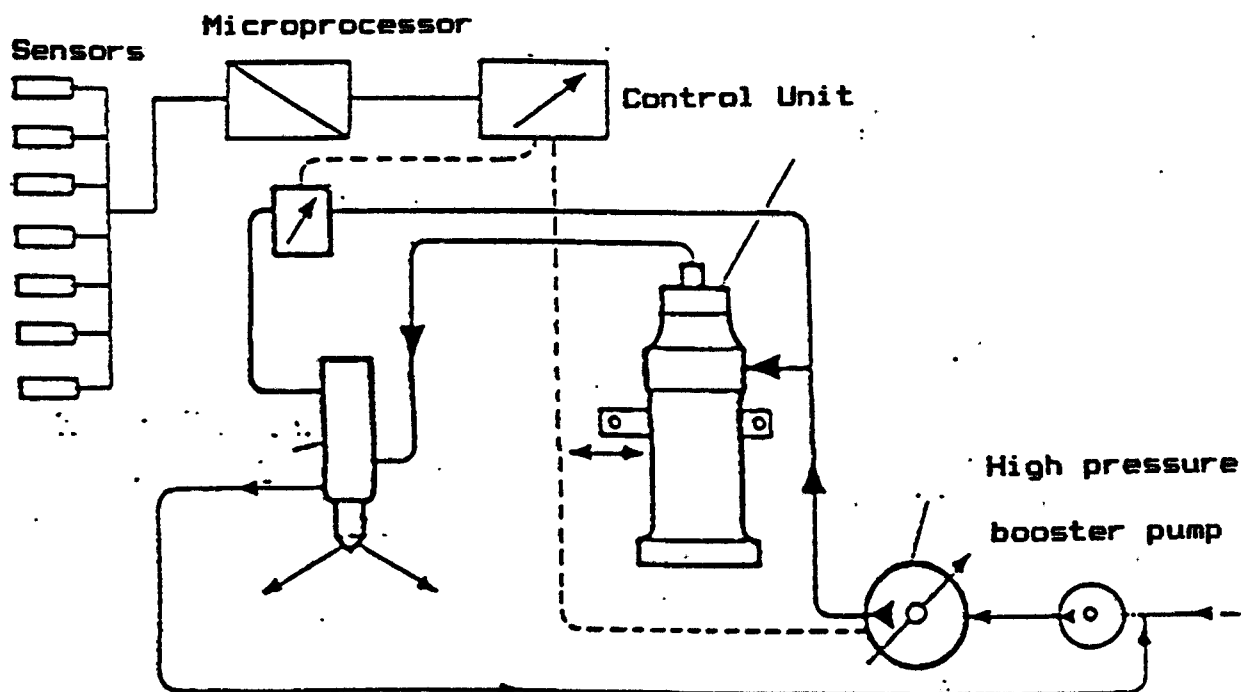 Microprocessor
Sensors
Control Unit
High pressure
booster pump